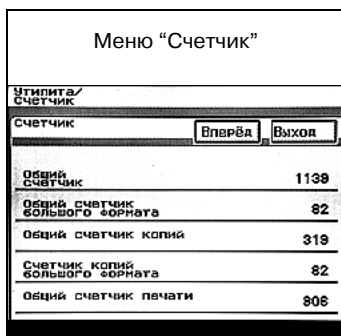 Меню “Счетчик”
Утипита/
Счетчик
Счетчик
Вперёд
Выход
Общий
счетчик
1139
Общий счетчик
большого формата
82
Общий счетчик копий
319
Счетчик копий
большого формата
82
Общий счетчик печати
806